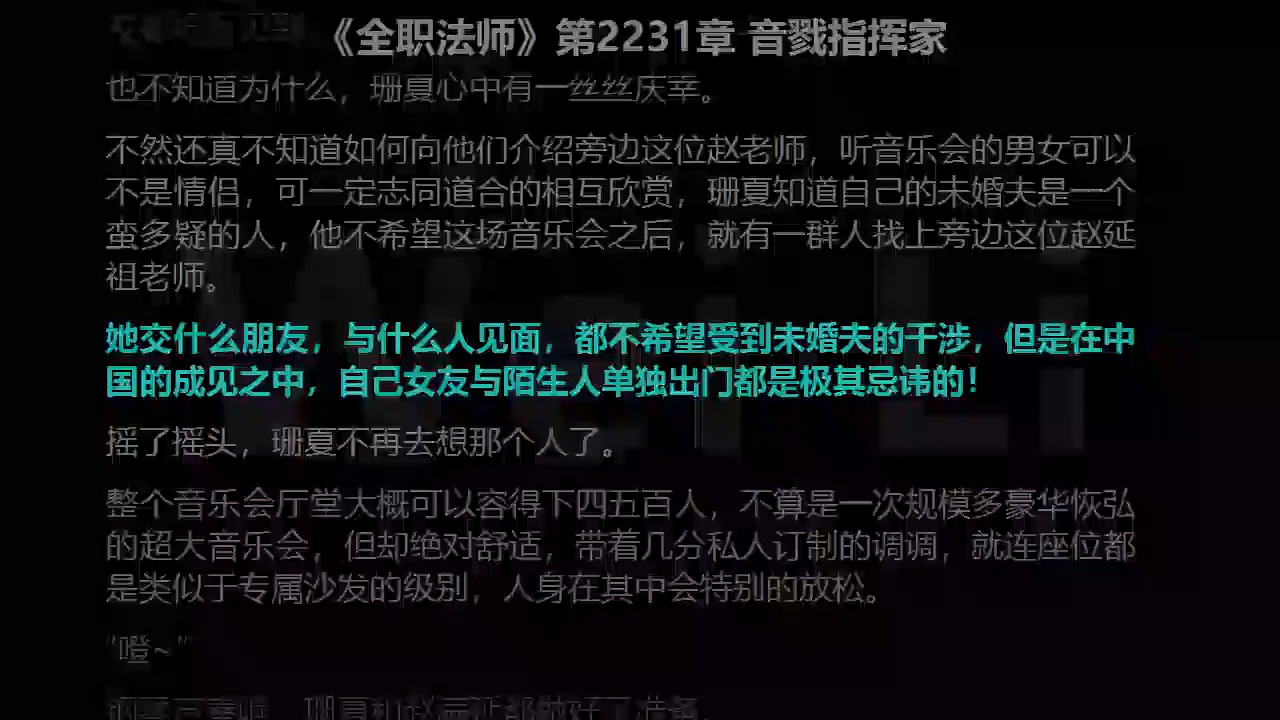 《全职法师》第2231章 音戮指挥家
也不知道为什么，珊夏心中有一丝丝庆幸。
不然还真不知道如何向他们介绍旁边这位赵老师，听音乐会的男女可以
不是情侣，可一定志同道合的相互欣赏，珊夏知道自己的未婚夫是一个
蛮多疑的人，他不希望这场音乐会之后，就有一群人找上旁边这位赵延
祖老师。
她交什么朋友，与什么人见面，都不希望受到未婚夫的干涉，但是在中
国的成见之中，自己女友与陌生人单独出门都是极其忌讳的！
摇了摇头，珊夏不再去想那个人了。
整个音乐会厅堂大概可以容得下四五百人，不算是一次规模多豪华恢弘
的超大音乐会，但却绝对舒适，带着几分私人订制的调调，就连座位都
是类似于专属沙发的级别，人身在其中会特别的放松。
“噔~”
珊夏和赵满延都做好了准备。
Wei Li